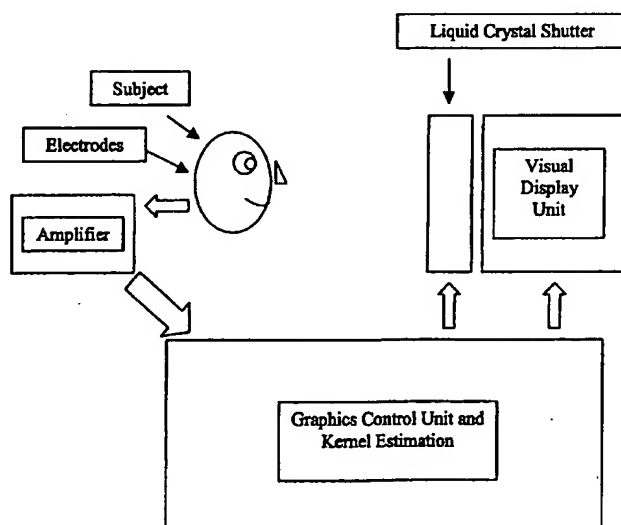 Liquid Crystal Shutter
Subject
Electrodes
Amplifier
Visual
Display
Unit
Graphics Control Unit and
Kernel Estimation